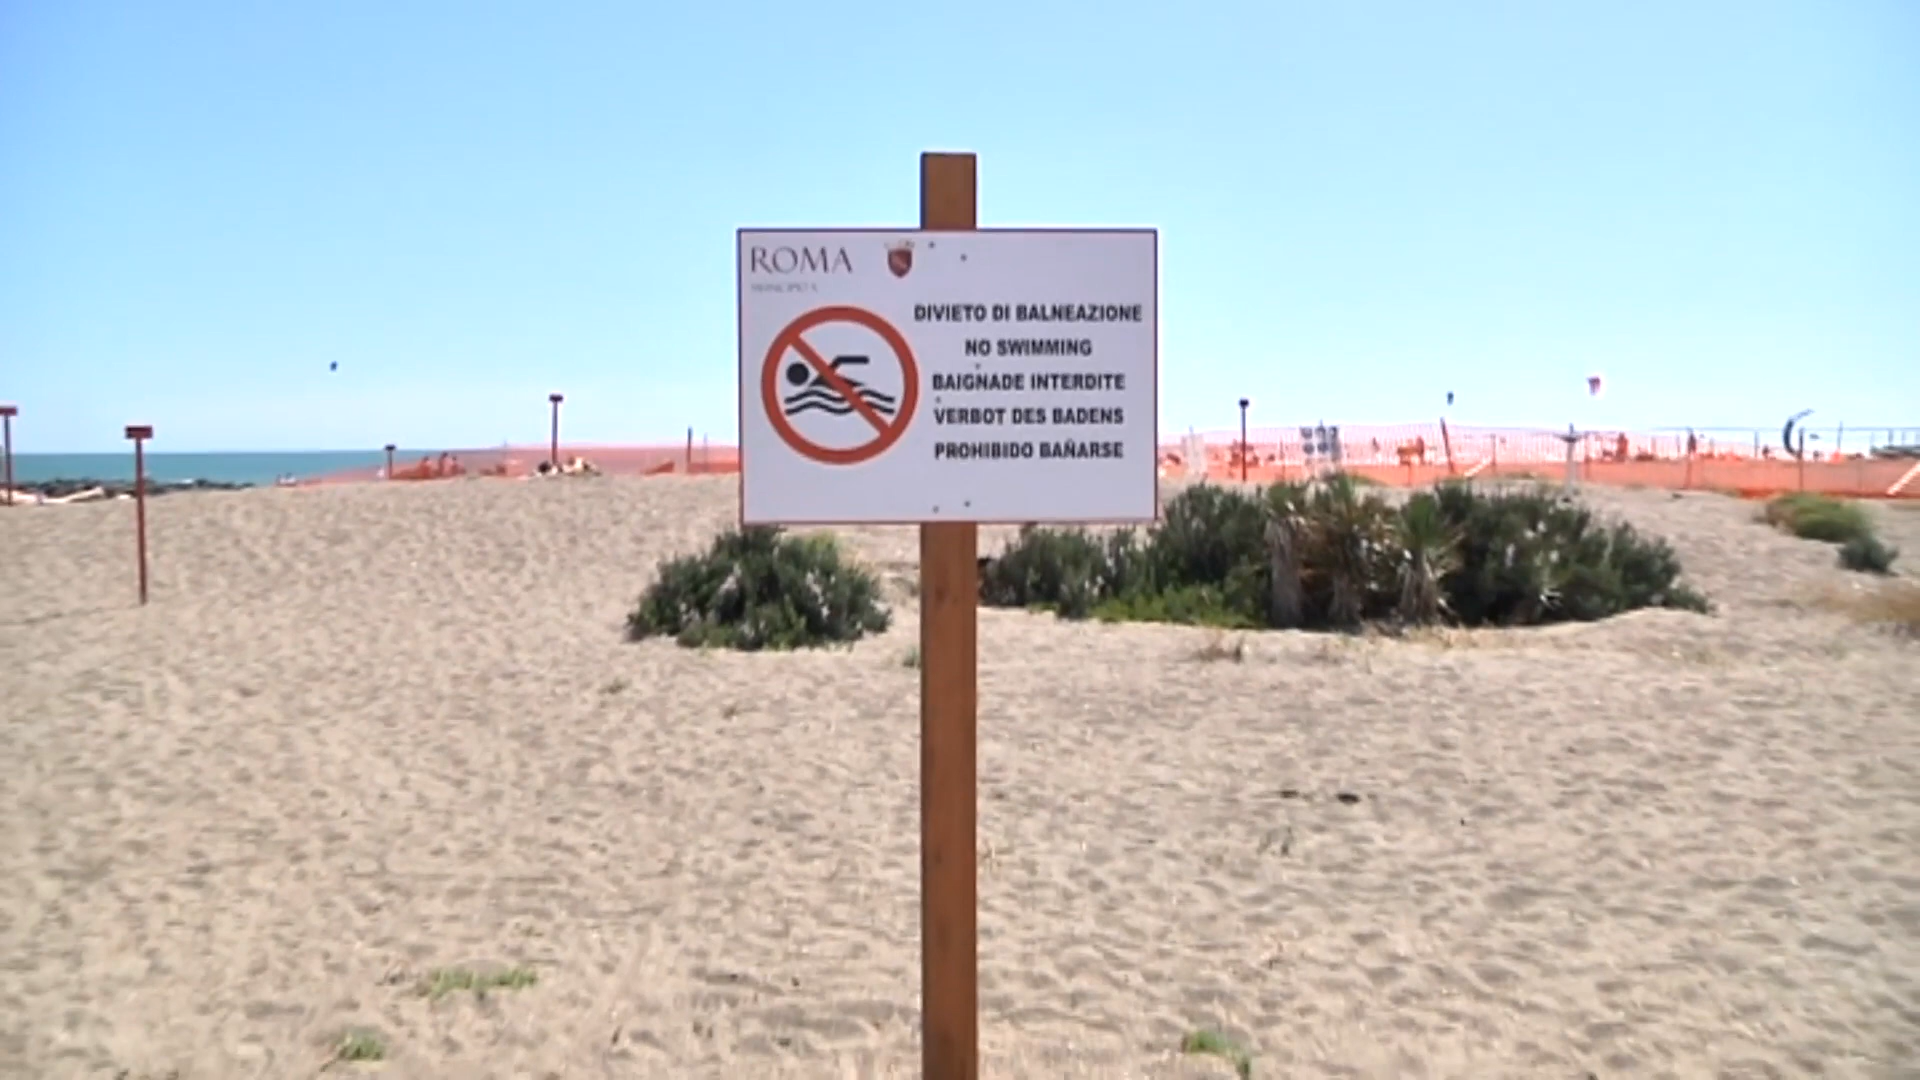 ROMA
DIVIETO DI BALNEAZIONE
NO SWIMMING
BAIGNADE INTERDITE
VERBOT DES BADENS
PROHIBIDO BAÑARSE